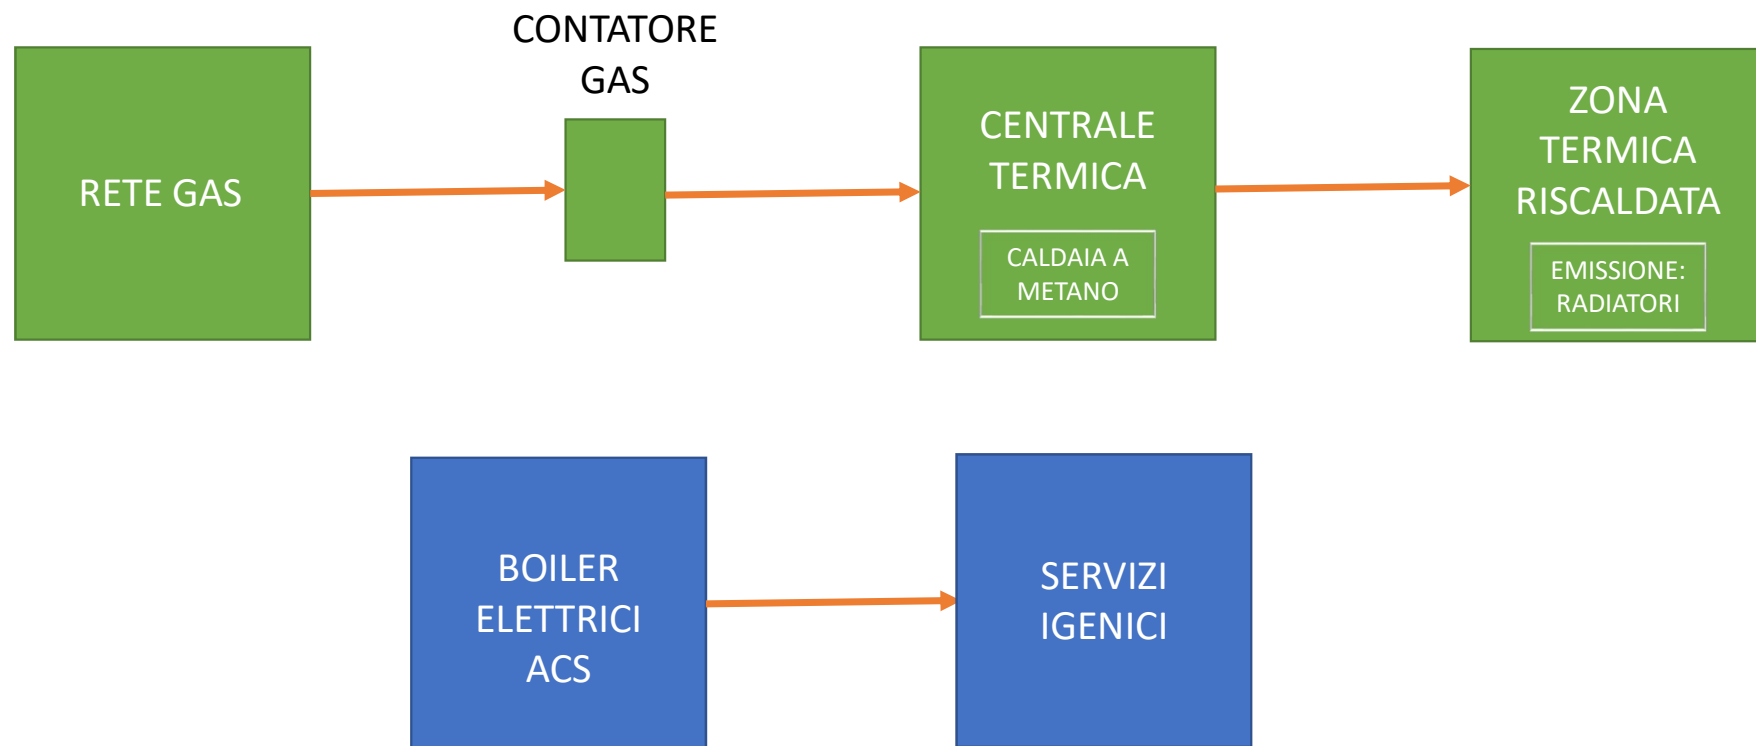 CONTATORE
GAS
RETE GAS
CENTRALE
TERMICA
CALDAIA A
METANO
ZONA
TERMICA
RISCALDATA
EMISSIONE:
RADIATORI
BOILER
ELETTRICI
ACS
SERVIZI
IGENICI